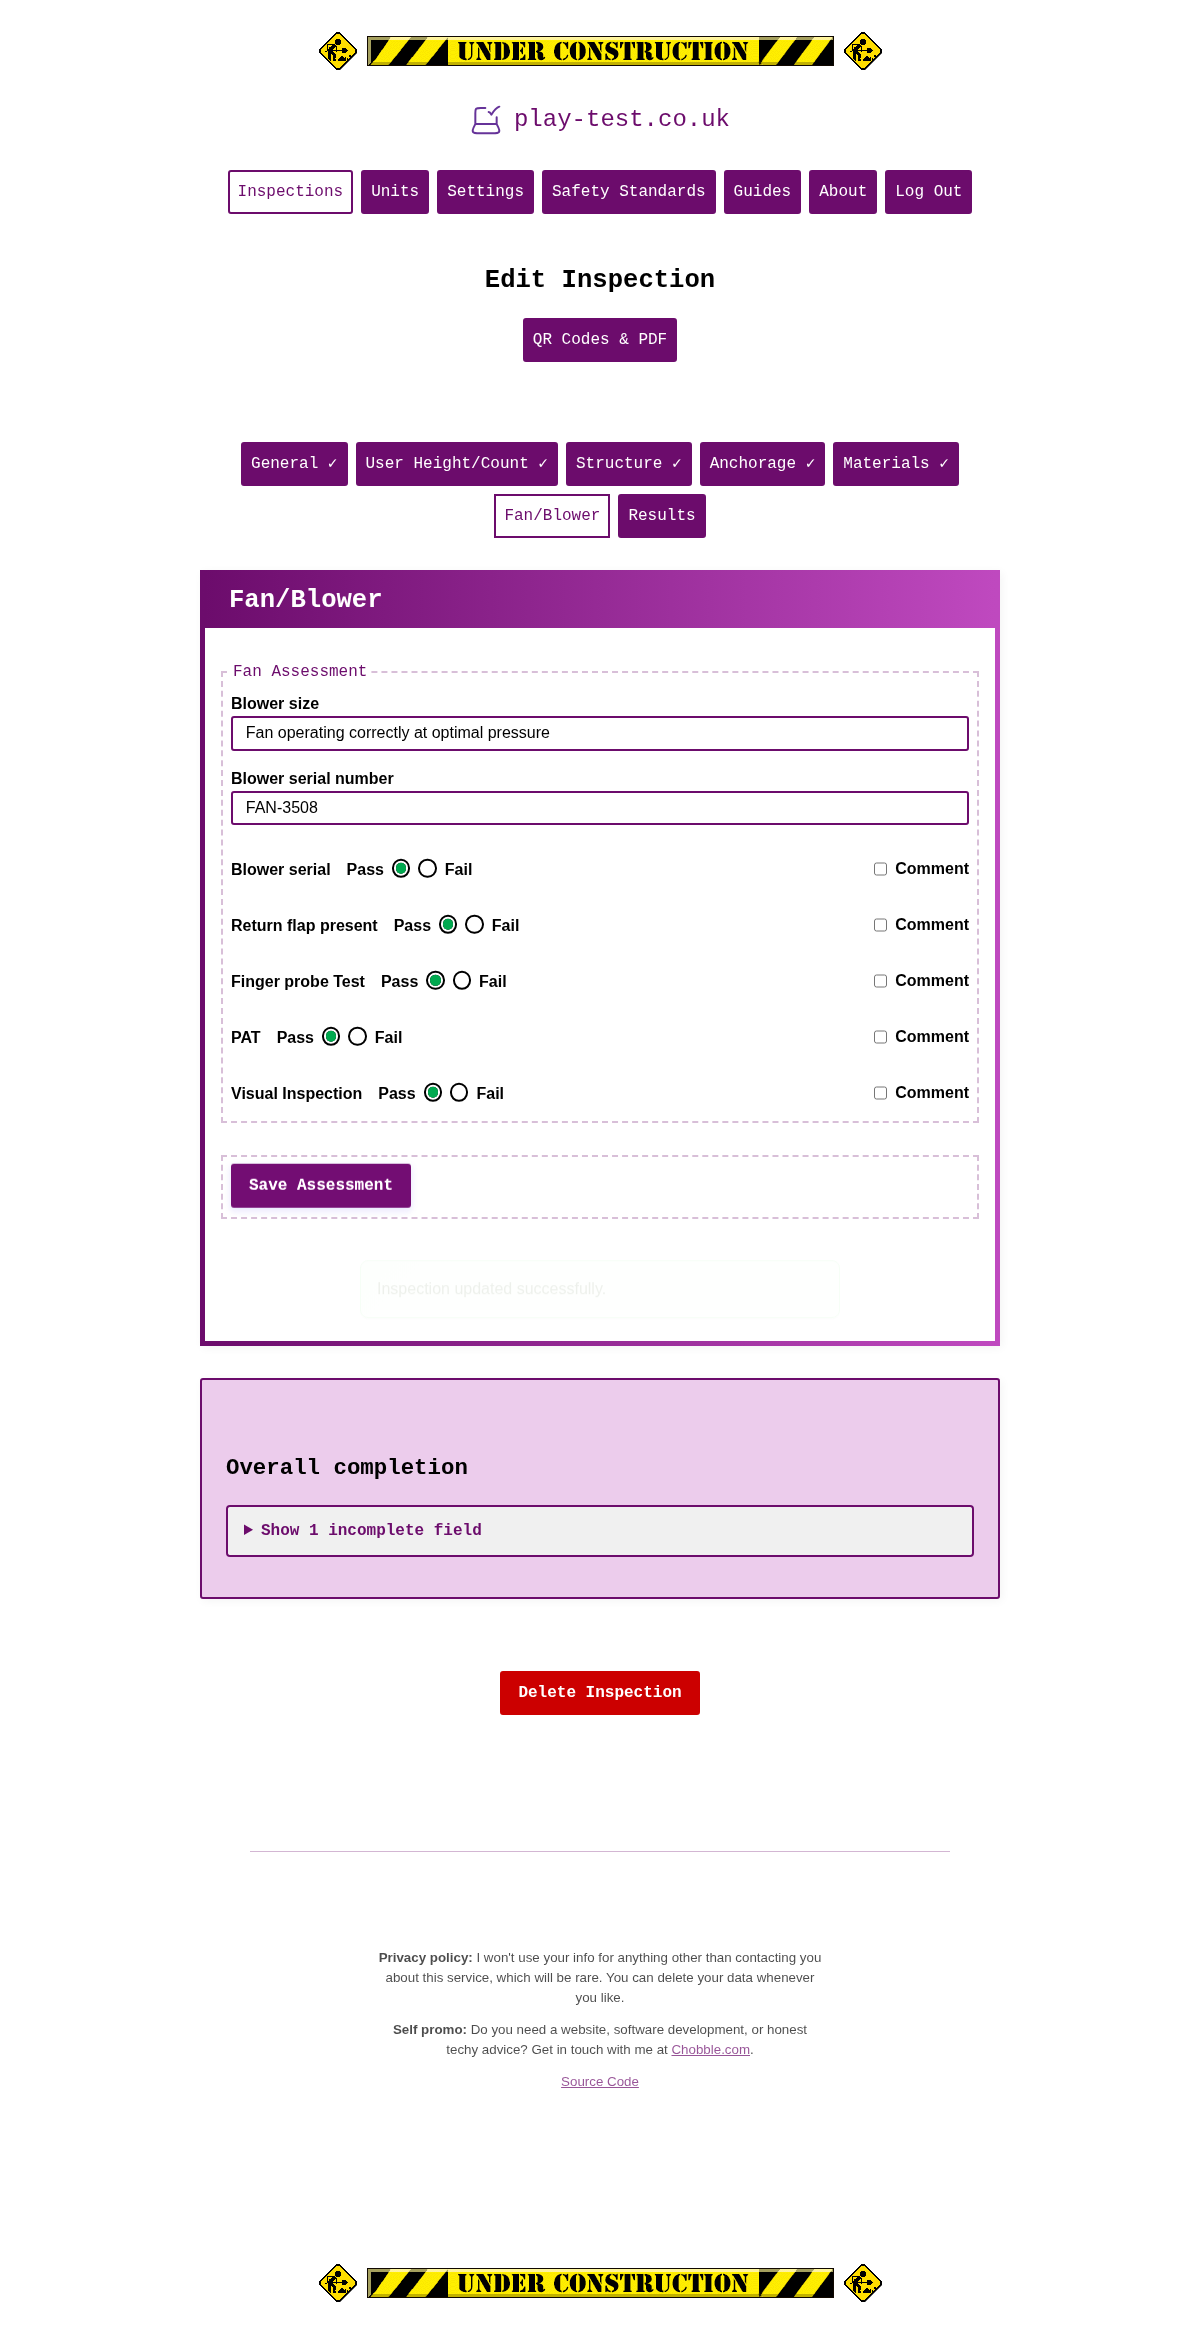 UNDER CONSTRUCTION
play-test.co.uk
Inspections Units Settings Safety Standards Guides About Log Out
Edit Inspection
QR Codes & PDF
General ✓ User Height/Count ✓ Structure ✓ Anchorage ✓ Materials ✓
Fan/Blower Results
Fan/Blower
Fan Assessment
Blower size
Fan operating correctly at optimal pressure
Blower serial number
FAN-3508
Blower serial Pass Fail Comment
Return flap present Pass Fail Comment
Finger probe Test Pass Fail Comment
PAT Pass Fail Comment
Visual Inspection Pass Fail Comment
Save Assessment
Inspection updated successfully.
Overall completion
Show 1 incomplete field
Delete Inspection
Privacy policy: I won't use your info for anything other than contacting you
about this service, which will be rare. You can delete your data whenever
you like.
Self promo: Do you need a website, software development, or honest
techy advice? Get in touch with me at Chobble.com.
Source Code
UNDER CONSTRUCTION